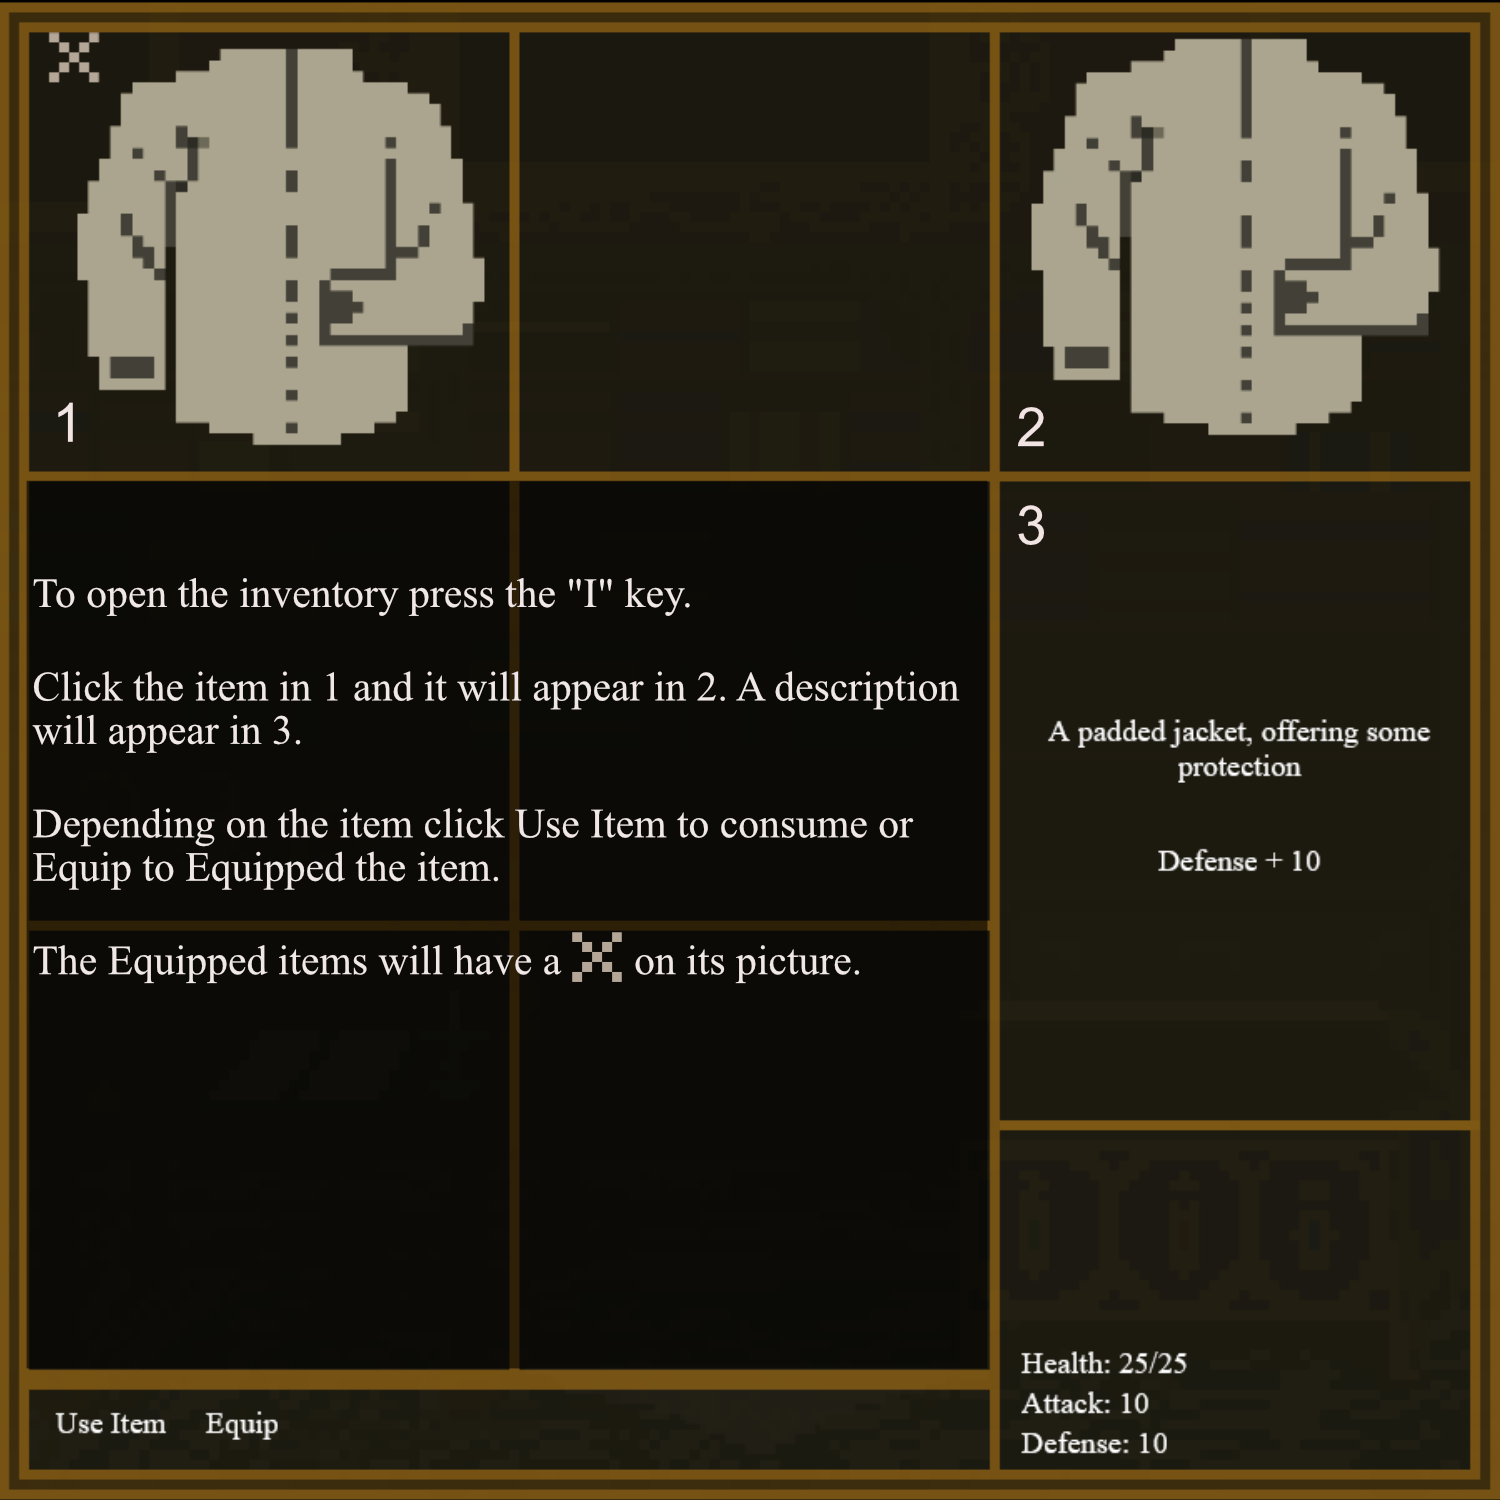 1
2
3
To open the inventory press the "I" key.
Click the item in 1 and it will appear in 2. A description
will appear in 3.
Depending on the item click Use Item to consume or
Equip to Equipped the item.
The Equipped items will have a on its picture.
A padded jacket, offering some
protection
Defense + 10
Use Item Equip
Health: 25/25
Attack: 10
Defense: 10